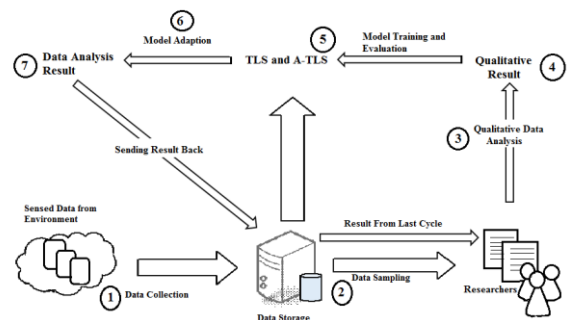 6
Model Adaption
7
Data Analysis
Result
5
TLS and A-TLS
Model Training and
Evaluation
Qualitative
Result
4
3
Qualitative Data
Analysis
Sending Result Back
Sensed Data from
Environment
Result From Last Cycle
1
Data Collection
2
Data Sampling
Researchers
Data Storage